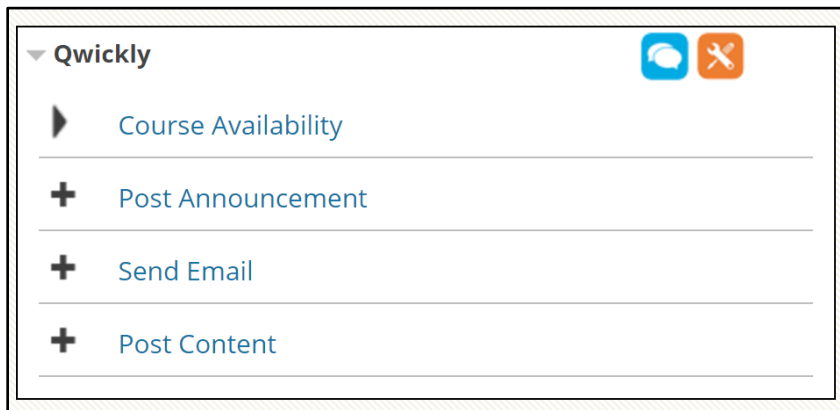 Qwickly
Course Availability
Post Announcement
Send Email
Post Content